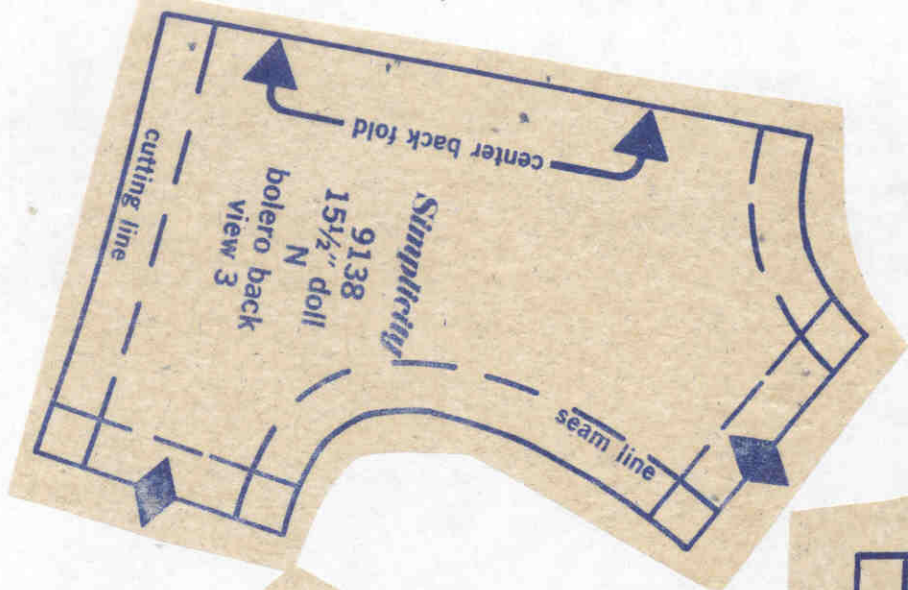 center back fold
cutting line
Simplicity
9138
15½" doll
N
bolero back
view 3
seam line